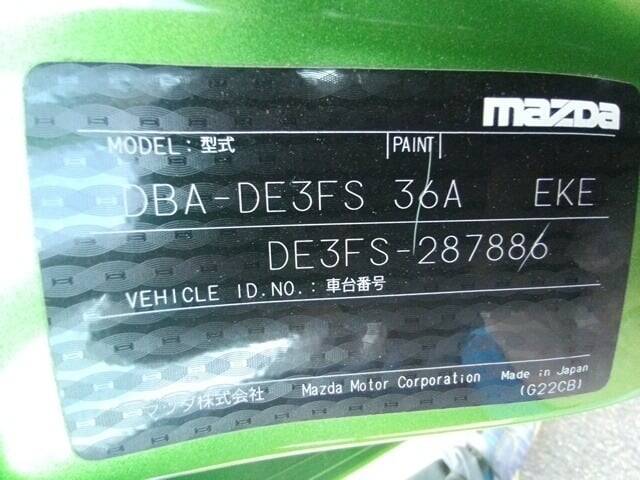 mazda
MODEL: 型式 PAINT
DBA-DE3FS 36A EKE
DE3FS-287886
VEHICLE ID.NO.: 車台番号
マツダ株式会社 Mazda Motor Corporation Made in Japan
(G22CB)